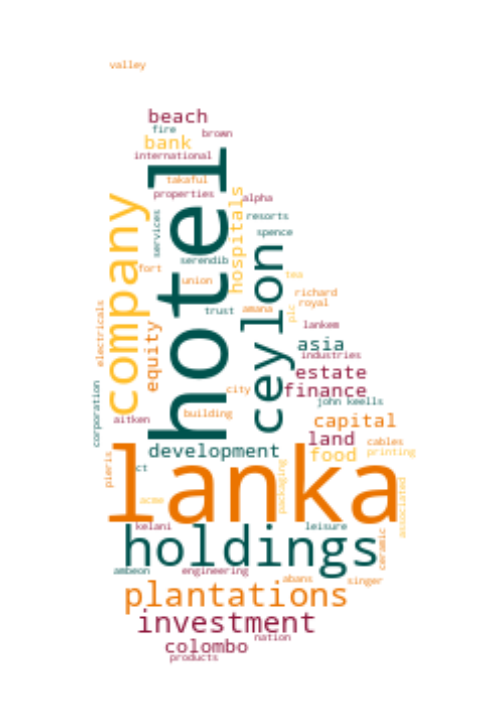 valley
beach
fire
brown
bank
international
takaful
properties
alpha
hotel
company
hospitals
services
resorts
spence
serendib
ceylon
fort
union
tea
richard
royal
electricals
equity
trust
amana
plc
lankem
asia
industries
estate
corporation
city
finance
john keells
aitken
building
capital
land
cables
development
food
printing
pieris
ct
lanka
packaging
acme
associated
kelani
leisure
holdings
ceramic
ambeon
engineering
abans
singer
plantations
investment
nation
colombo
products